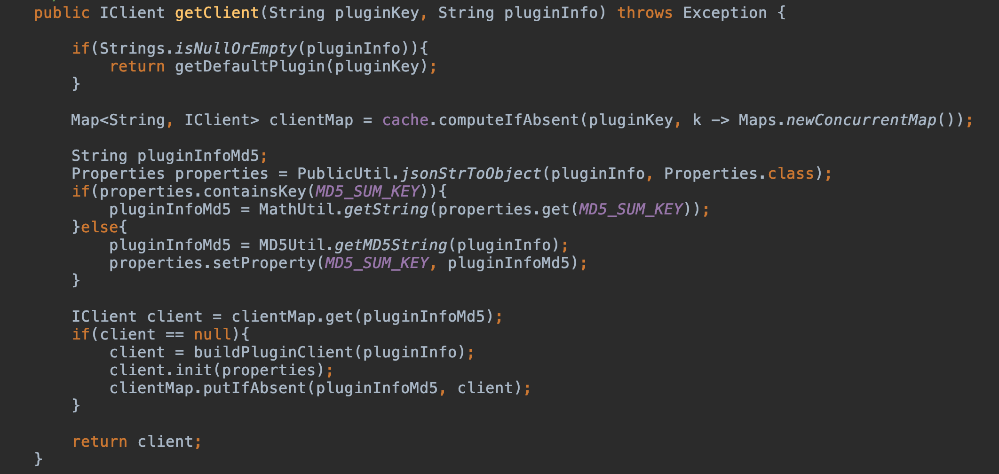 public IClient getClient(String pluginKey, String pluginInfo) throws Exception {
if(Strings.isNullOrEmpty(pluginInfo)){
return getDefaultPlugin(pluginKey);
}
Map<String, IClient> clientMap = cache.computeIfAbsent(pluginKey, k -> Maps.newConcurrentMap());
String pluginInfoMd5;
Properties properties = PublicUtil.jsonStrToObject(pluginInfo, Properties.class);
if(properties.containsKey(MD5_SUM_KEY)){
pluginInfoMd5 = MathUtil.getString(properties.get(MD5_SUM_KEY));
}else{
pluginInfoMd5 = MD5Util.getMD5String(pluginInfo);
properties.setProperty(MD5_SUM_KEY, pluginInfoMd5);
}
IClient client = clientMap.get(pluginInfoMd5);
if(client == null){
client = buildPluginClient(pluginInfo);
client.init(properties);
clientMap.putIfAbsent(pluginInfoMd5, client);
}
return client;
}